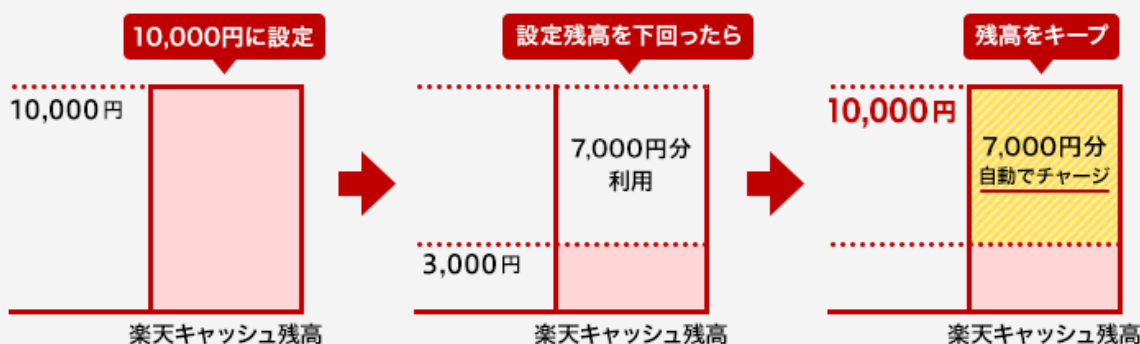 10,000円に設定
10,000円
楽天キャッシュ残高
設定残高を下回ったら
7,000円分
利用
3,000円
楽天キャッシュ残高
残高をキープ
10,000円
7,000円分
自動でチャージ
楽天キャッシュ残高